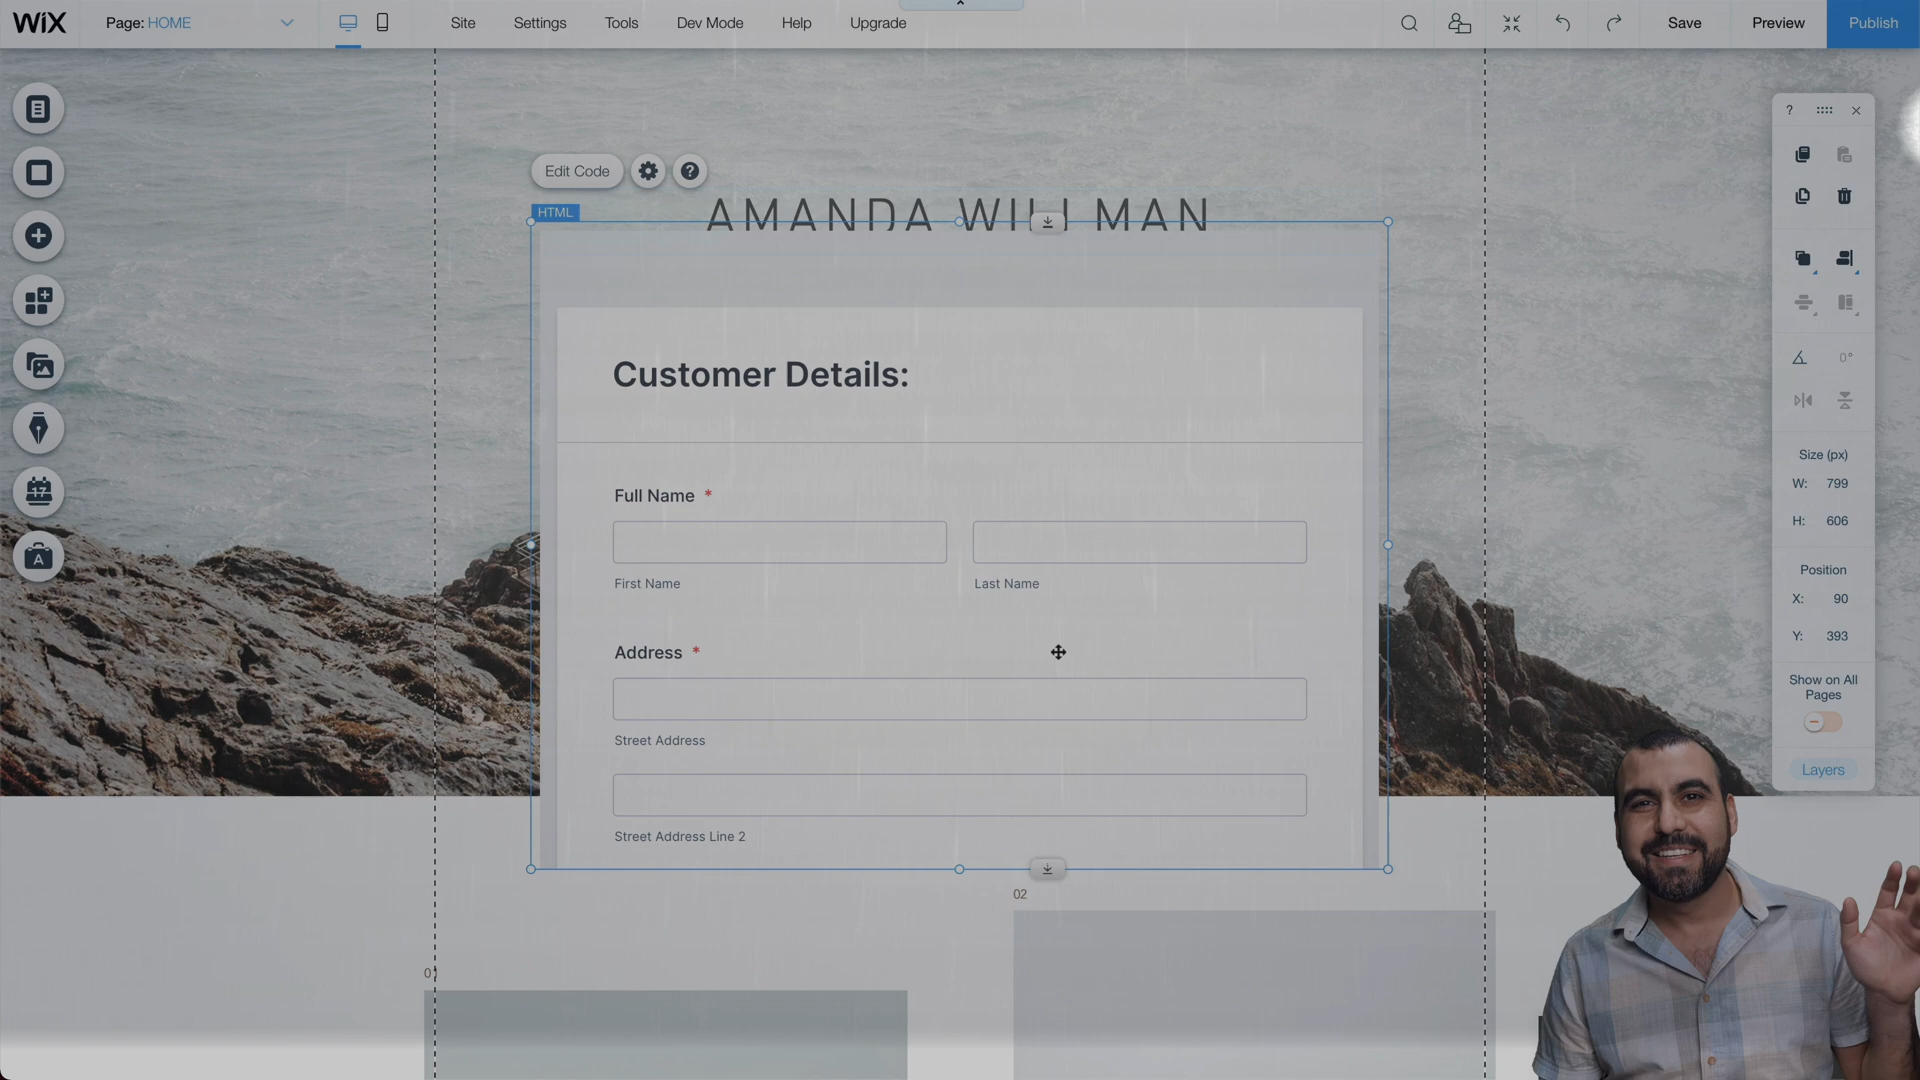 WiX
Page: HOME
Site
Settings
Tools
Dev Mode
Help
Upgrade
Save
Preview
Publish
Edit Code
HTML
AMANDA WILLMAN
Customer Details:
Full Name *
First Name
Last Name
Address *
Street Address
Street Address Line 2
02
01
17
A
?
0°
Size (px)
W: 799
H: 606
Position
X: 90
Y: 393
Show on All
Pages
Layers